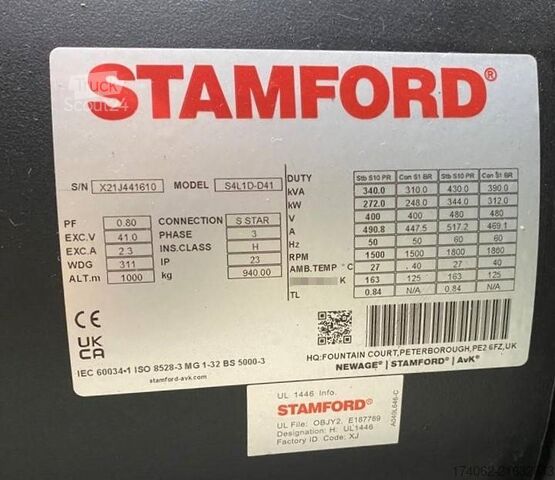 STAMFORD®
Truck
Scout24
S/N X21J441610 MODEL S4L1D-D41
PF 0.80 CONNECTION S STAR
EXC.V 41.0 PHASE 3
EXC.A 2.3 INS.CLASS H
WDG 311 IP 23
ALT.m 1000 kg 940.00
DUTY Stb S10 PR Con S1 BR Stb S10 PR Con S1 BR
kVA 340.0 310.0 430.0 390.0
kW 272.0 248.0 344.0 312.0
V 400 400 480 480
A 490.8 447.5 517.2 469.1
Hz 50 50 60 60
RPM 1500 1500 1800 1800
AMB.TEMP °C 27 40 27 40
K 163 125 163 125
TL 0.84 N/A 0.84 N/A
CE
UK
CA
IEC 60034-1 ISO 8528-3 MG 1-32 BS 5000-3
stamford-avk.com
HQ:FOUNTAIN COURT,PETERBOROUGH,PE2 6FZ,UK
NEWAGE | STAMFORD | AvK
UL 1446 Info.
STAMFORD®
UL File: OBJY2, E187769
Designation: H: UL1446
Factory ID Code: XJ